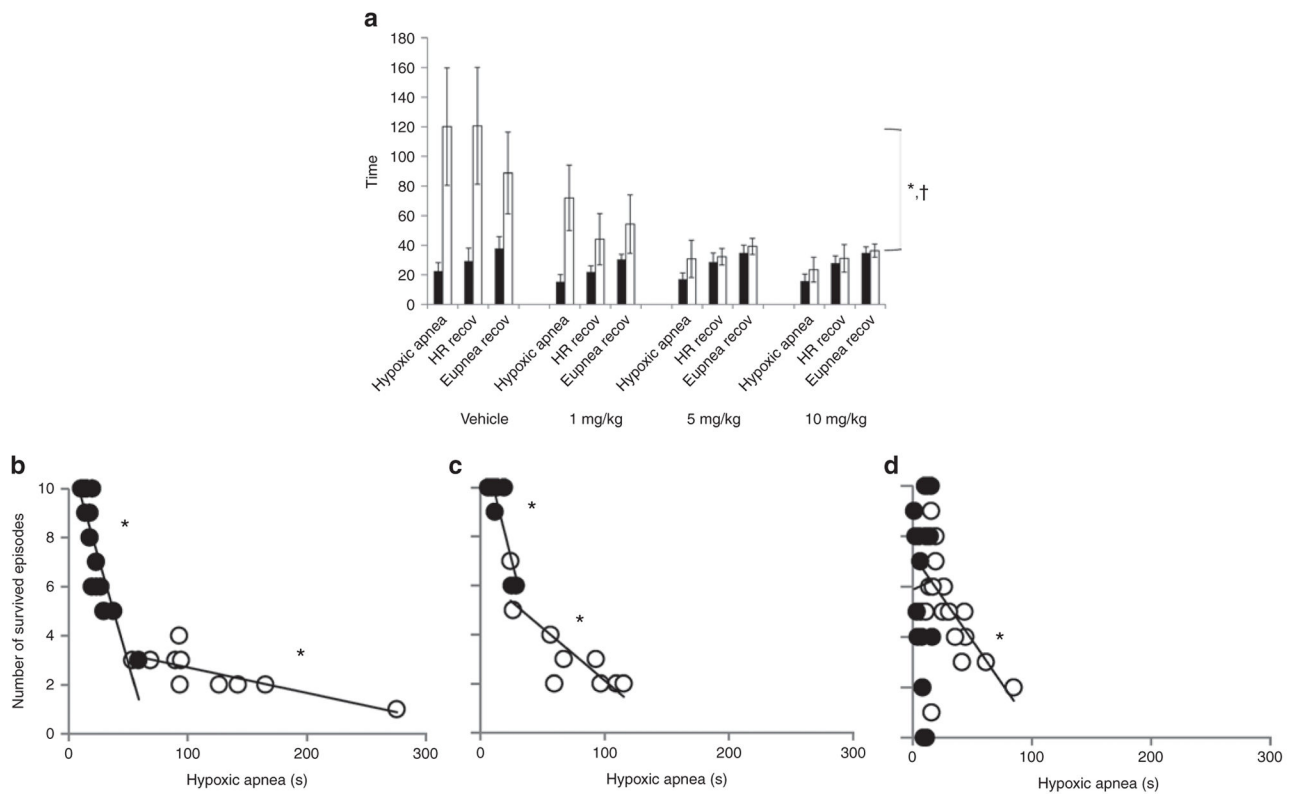 a
180
160
140
120
100
80
60
40
20
0
Time
*,†
Hypoxic apnea
HR recov
Eupnea recov
Hypoxic apnea
HR recov
Eupnea recov
Hypoxic apnea
HR recov
Eupnea recov
Hypoxic apnea
HR recov
Eupnea recov
Vehicle 1 mg/kg 5 mg/kg 10 mg/kg
b
10
8
6
4
2
0
Number of survived episodes
*
*
0 100 200 300
Hypoxic apnea (s)
c
*
*
0 100 200 300
Hypoxic apnea (s)
d
*
0 100 200 300
Hypoxic apnea (s)